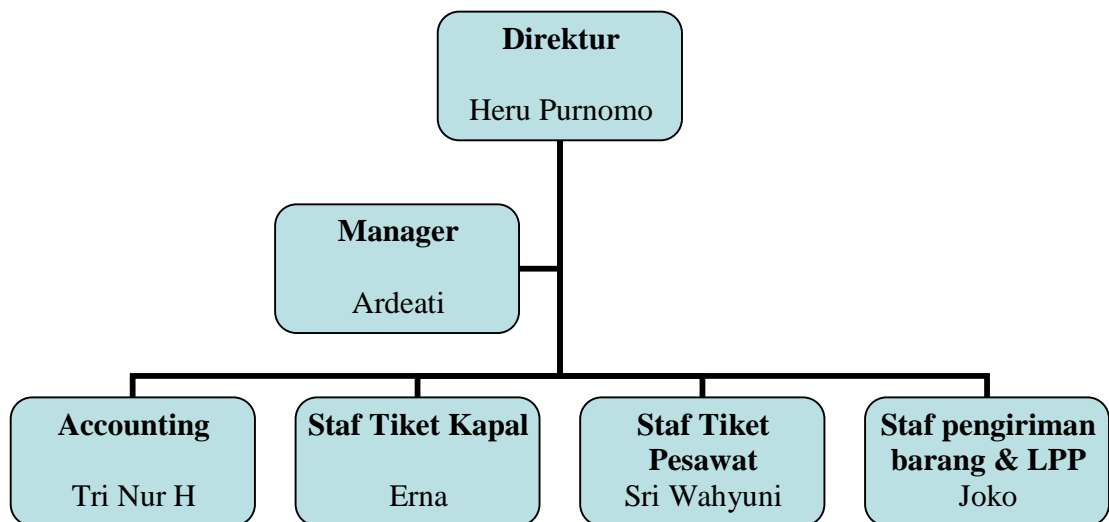 Direktur
Heru Purnomo
Manager
Ardeati
Accounting
Tri Nur H
Staf Tiket Kapal
Erna
Staf Tiket
Pesawat
Sri Wahyuni
Staf pengiriman
barang & LPP
Joko